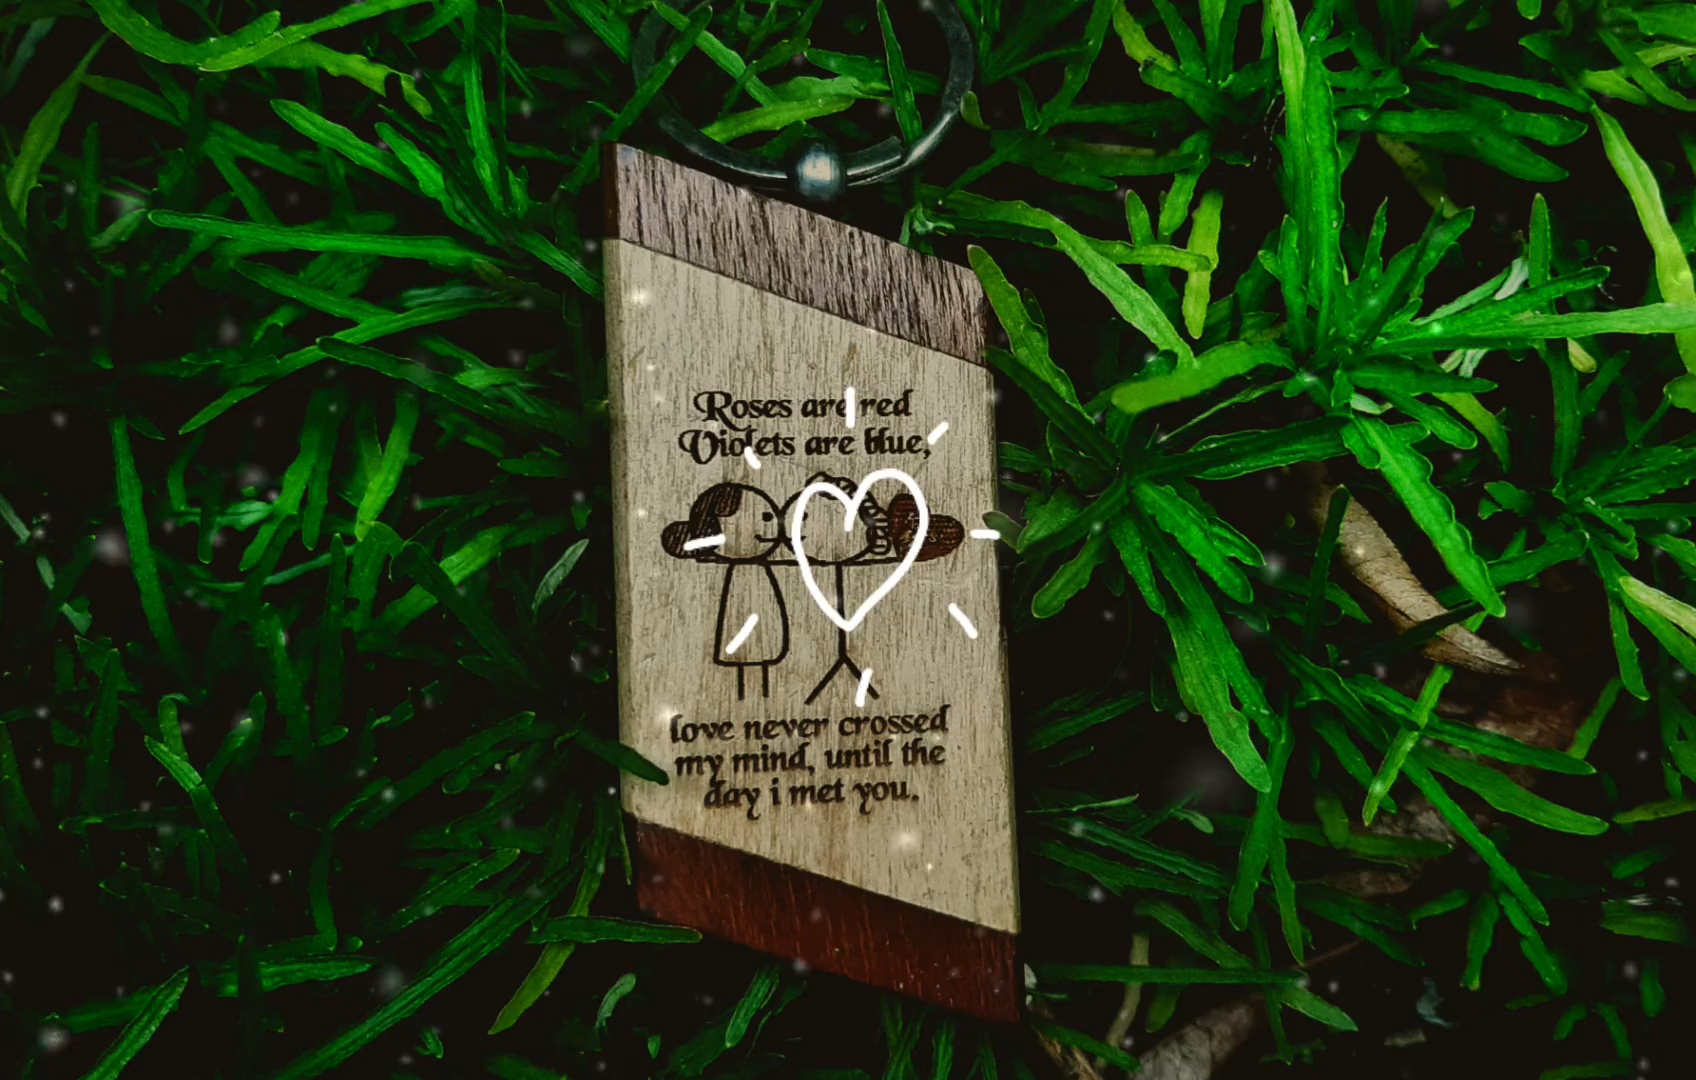 Roses are red
Violets are blue,
love never crossed
my mind, until the
day i met you.